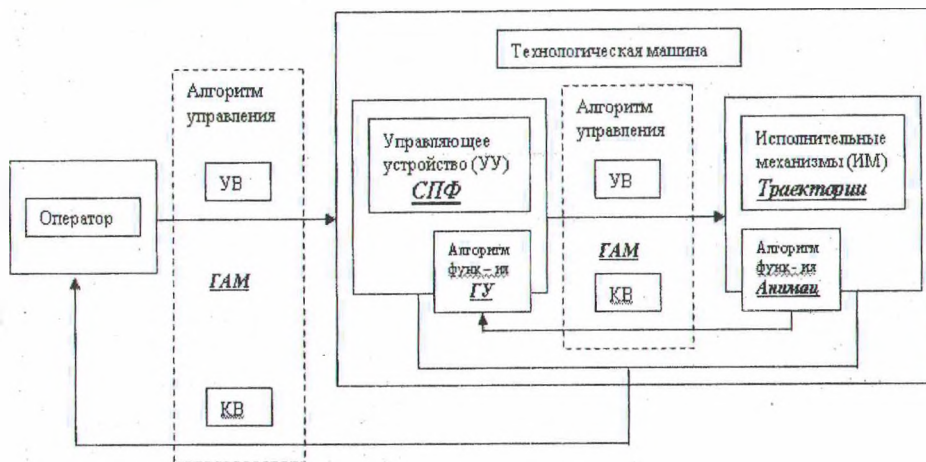 Технологическая машина
Алгоритм
управления
УВ
ГАМ
КВ
Оператор
Управляющее
устройство (УУ)
СПФ
Алгоритм
функ- ия
ГУ
Алгоритм
управления
УВ
ГАМ
КВ
Исполнительные
механизмы (ИМ)
Траектории
Алгоритм
функ- ия
Анимац